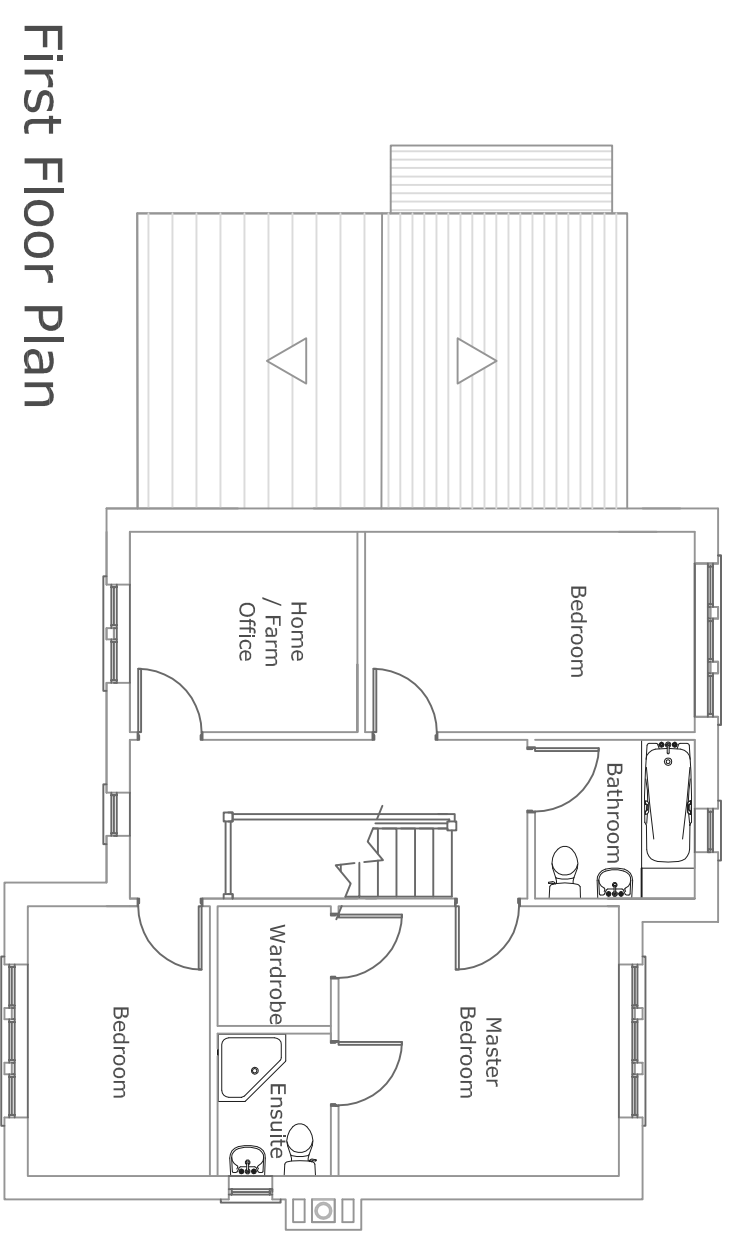 First Floor Plan
Bedroom
Home
/ Farm
Office
Bathroom
Master
Bedroom
Wardrobe
Ensuite
Bedroom